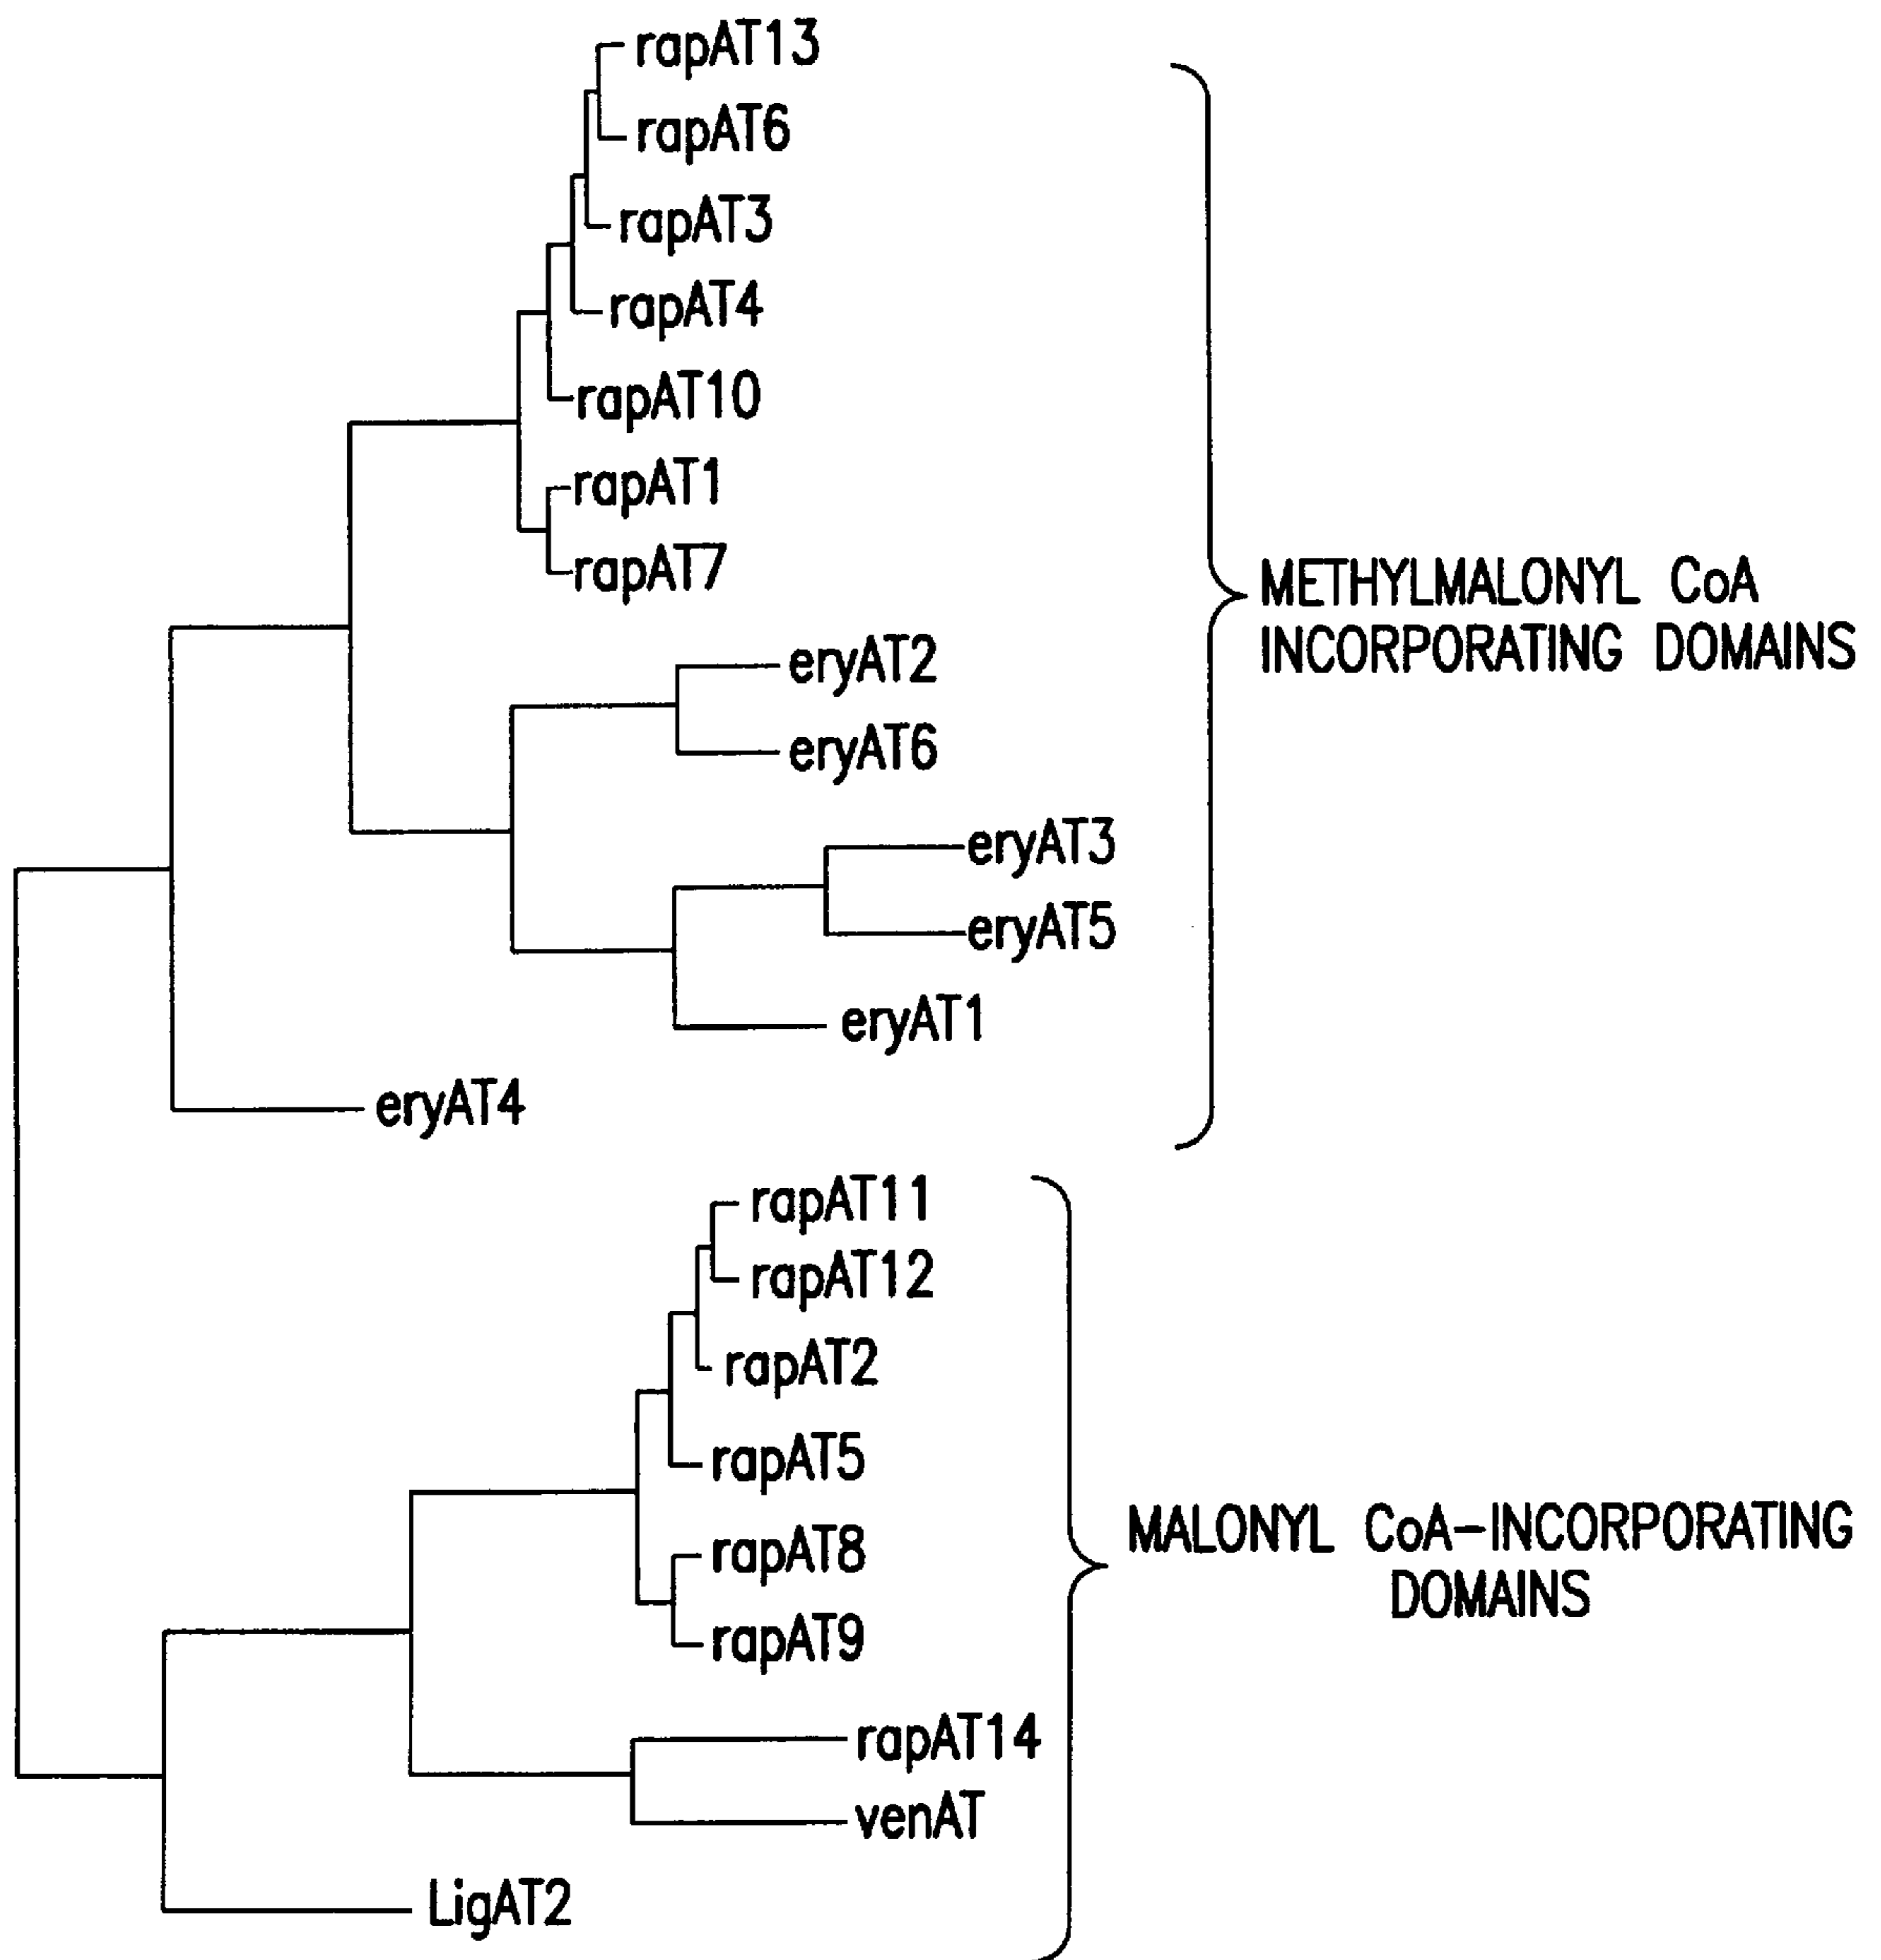 rapAT13
rapAT6
rapAT3
rapAT4
rapAT10
rapAT1
rapAT7
METHYLMALONYL CoA
INCORPORATING DOMAINS
eryAT2
eryAT6
eryAT3
eryAT5
eryAT1
eryAT4
rapAT11
rapAT12
rapAT2
rapAT5
rapAT8
rapAT9
MALONYL CoA-INCORPORATING
DOMAINS
rapAT14
venAT
LigAT2